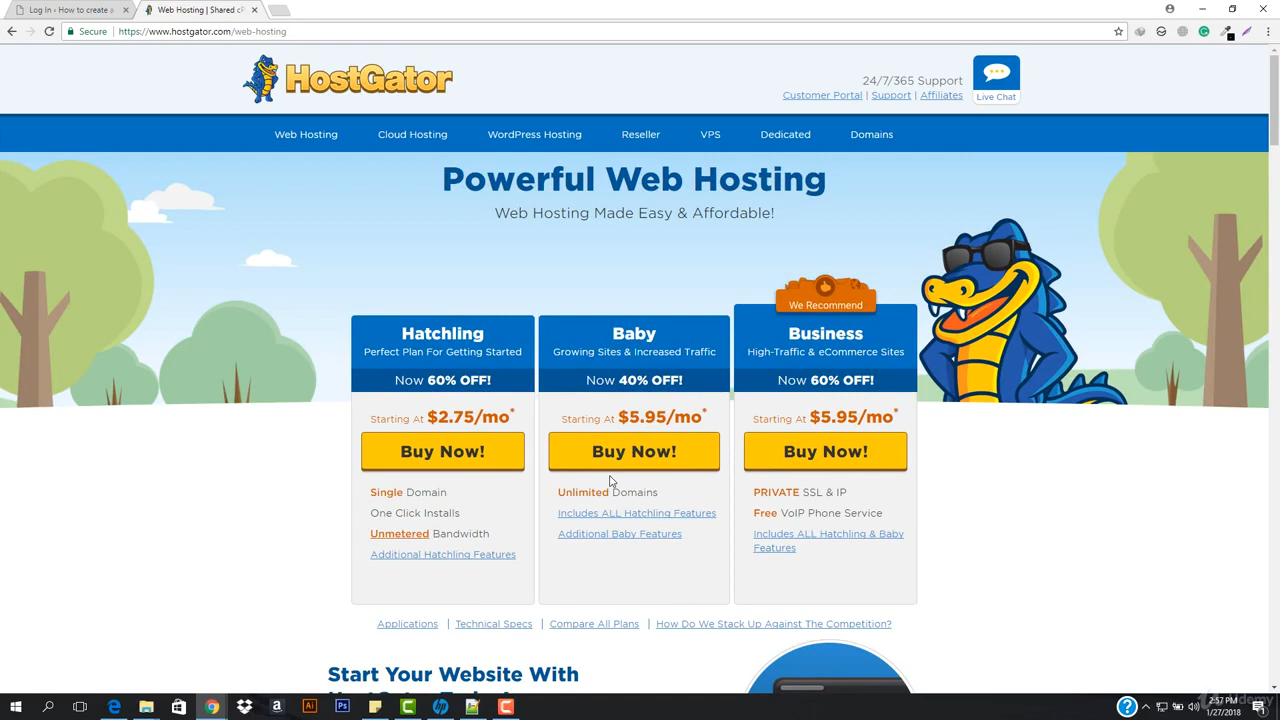 Log In ‹ How to create a
Web Hosting | Shared cP
Secure
https://www.hostgator.com/web-hosting
HostGator
24/7/365 Support
Customer Portal | Support | Affiliates
Live Chat
Web Hosting
Cloud Hosting
WordPress Hosting
Reseller
VPS
Dedicated
Domains
Powerful Web Hosting
Web Hosting Made Easy & Affordable!
Hatchling
Perfect Plan For Getting Started
Now 60% OFF!
Starting At $2.75/mo*
Buy Now!
Single Domain
One Click Installs
Unmetered Bandwidth
Additional Hatchling Features
Baby
Growing Sites & Increased Traffic
Now 40% OFF!
Starting At $5.95/mo*
Buy Now!
Unlimited Domains
Includes ALL Hatchling Features
Additional Baby Features
We Recommend
Business
High-Traffic & eCommerce Sites
Now 60% OFF!
Starting At $5.95/mo*
Buy Now!
PRIVATE SSL & IP
Free VoIP Phone Service
Includes ALL Hatchling & Baby
Features
Applications | Technical Specs | Compare All Plans | How Do We Stack Up Against The Competition?
Start Your Website With
2:57 PM
1/27/2018